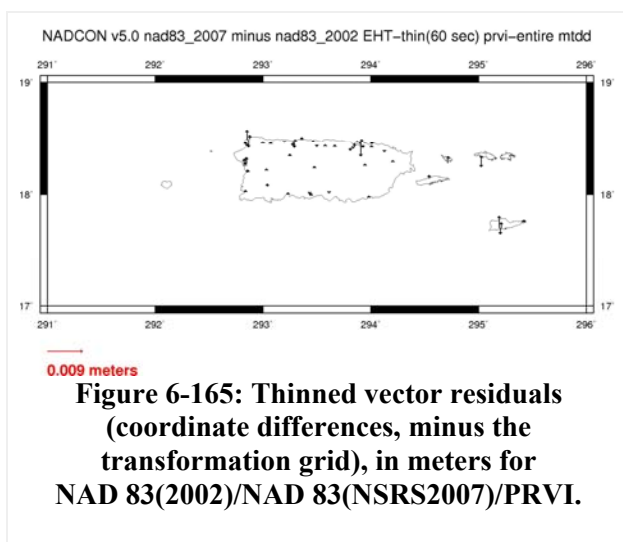 NADCON v5.0 nad83_2007 minus nad83_2002 EHT-thin(60 sec) prvi-entire mtdd
291° 292° 293° 294° 295° 296°
19° 19°
18° 18°
17° 17°
291° 292° 293° 294° 295° 296°
0.009 meters
Figure 6-165: Thinned vector residuals
(coordinate differences, minus the
transformation grid), in meters for
NAD 83(2002)/NAD 83(NSRS2007)/PRVI.